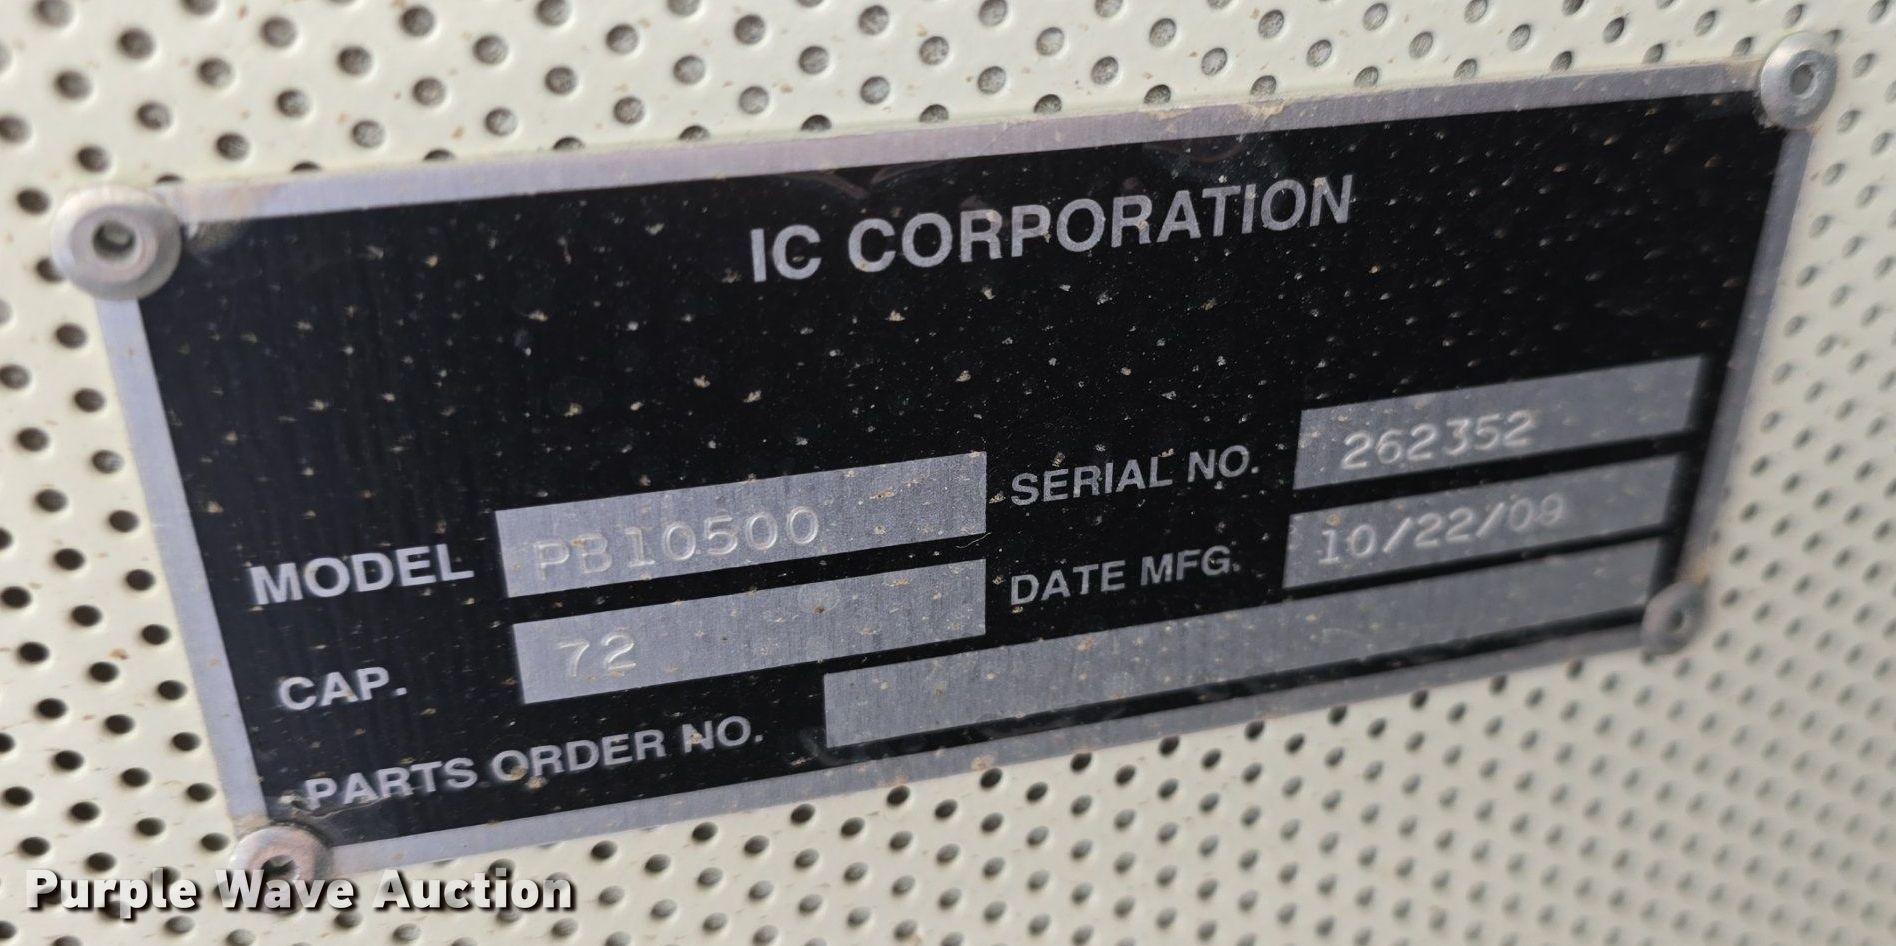 IC CORPORATION
MODEL PB10500
SERIAL NO. 262352
CAP. 72
DATE MFG. 10/22/09
PARTS ORDER NO.
Purple Wave Auction